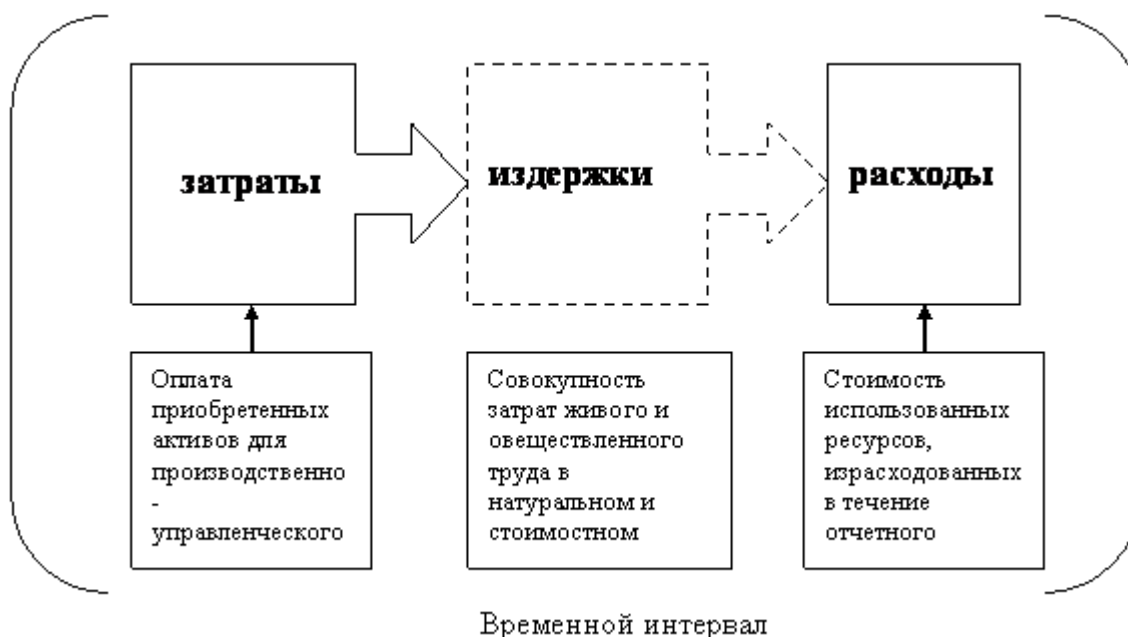 затраты
издержки
расходы
Оплата
приобретенных
активов для
производственно
-
управленческого
Совокупность
затрат живого и
овеществленного
труда в
натуральном и
стоимостном
Стоимость
использованных
ресурсов,
израсходованных
в течение
отчетного
Временной интервал